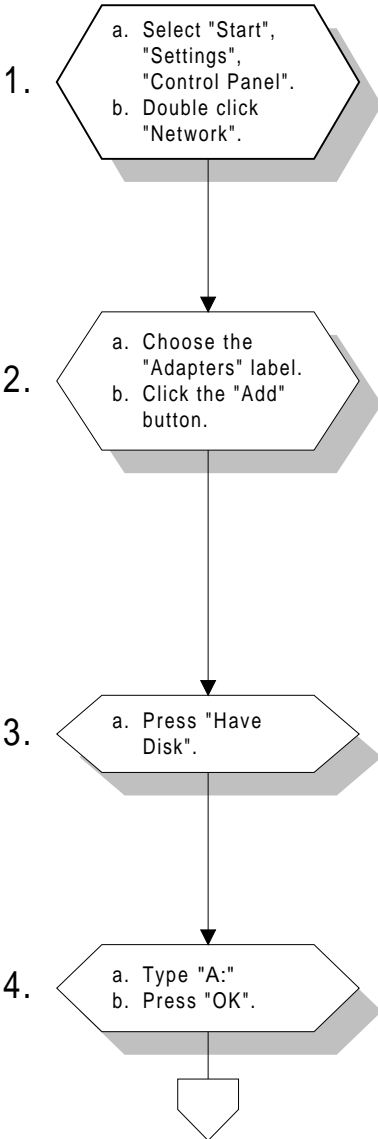 1.
a. Select "Start",
"Settings",
"Control Panel".
b. Double click
"Network".
2.
a. Choose the
"Adapters" label.
b. Click the "Add"
button.
3.
a. Press "Have
Disk".
4.
a. Type "A:"
b. Press "OK".